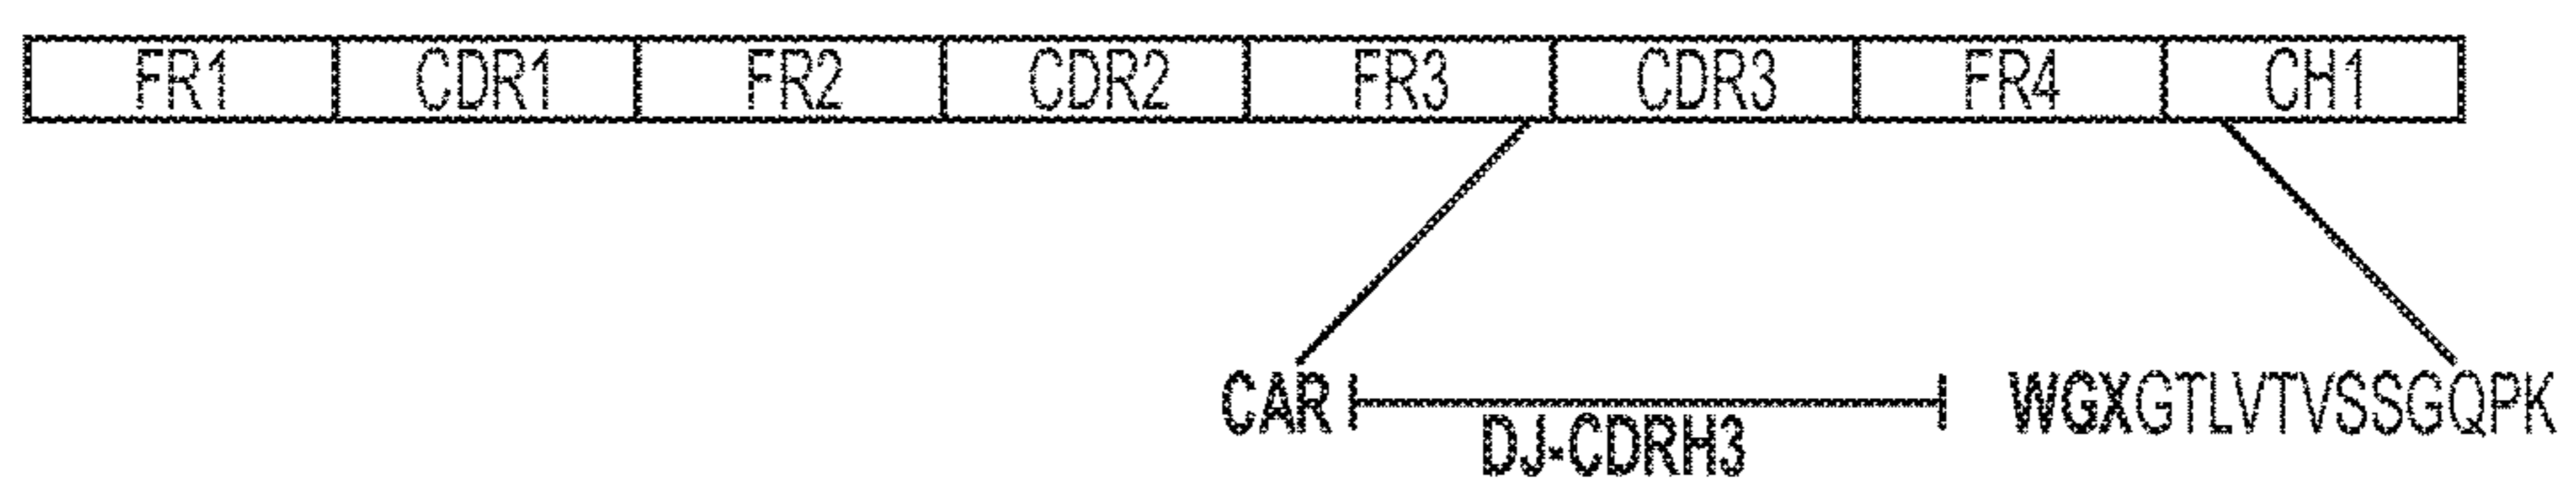 FR1 CDR1 FR2 CDR2 FR3 CDR3 FR4 CH1
CAR WGXGTLVTVSSGQPK
DJ-CDRH3